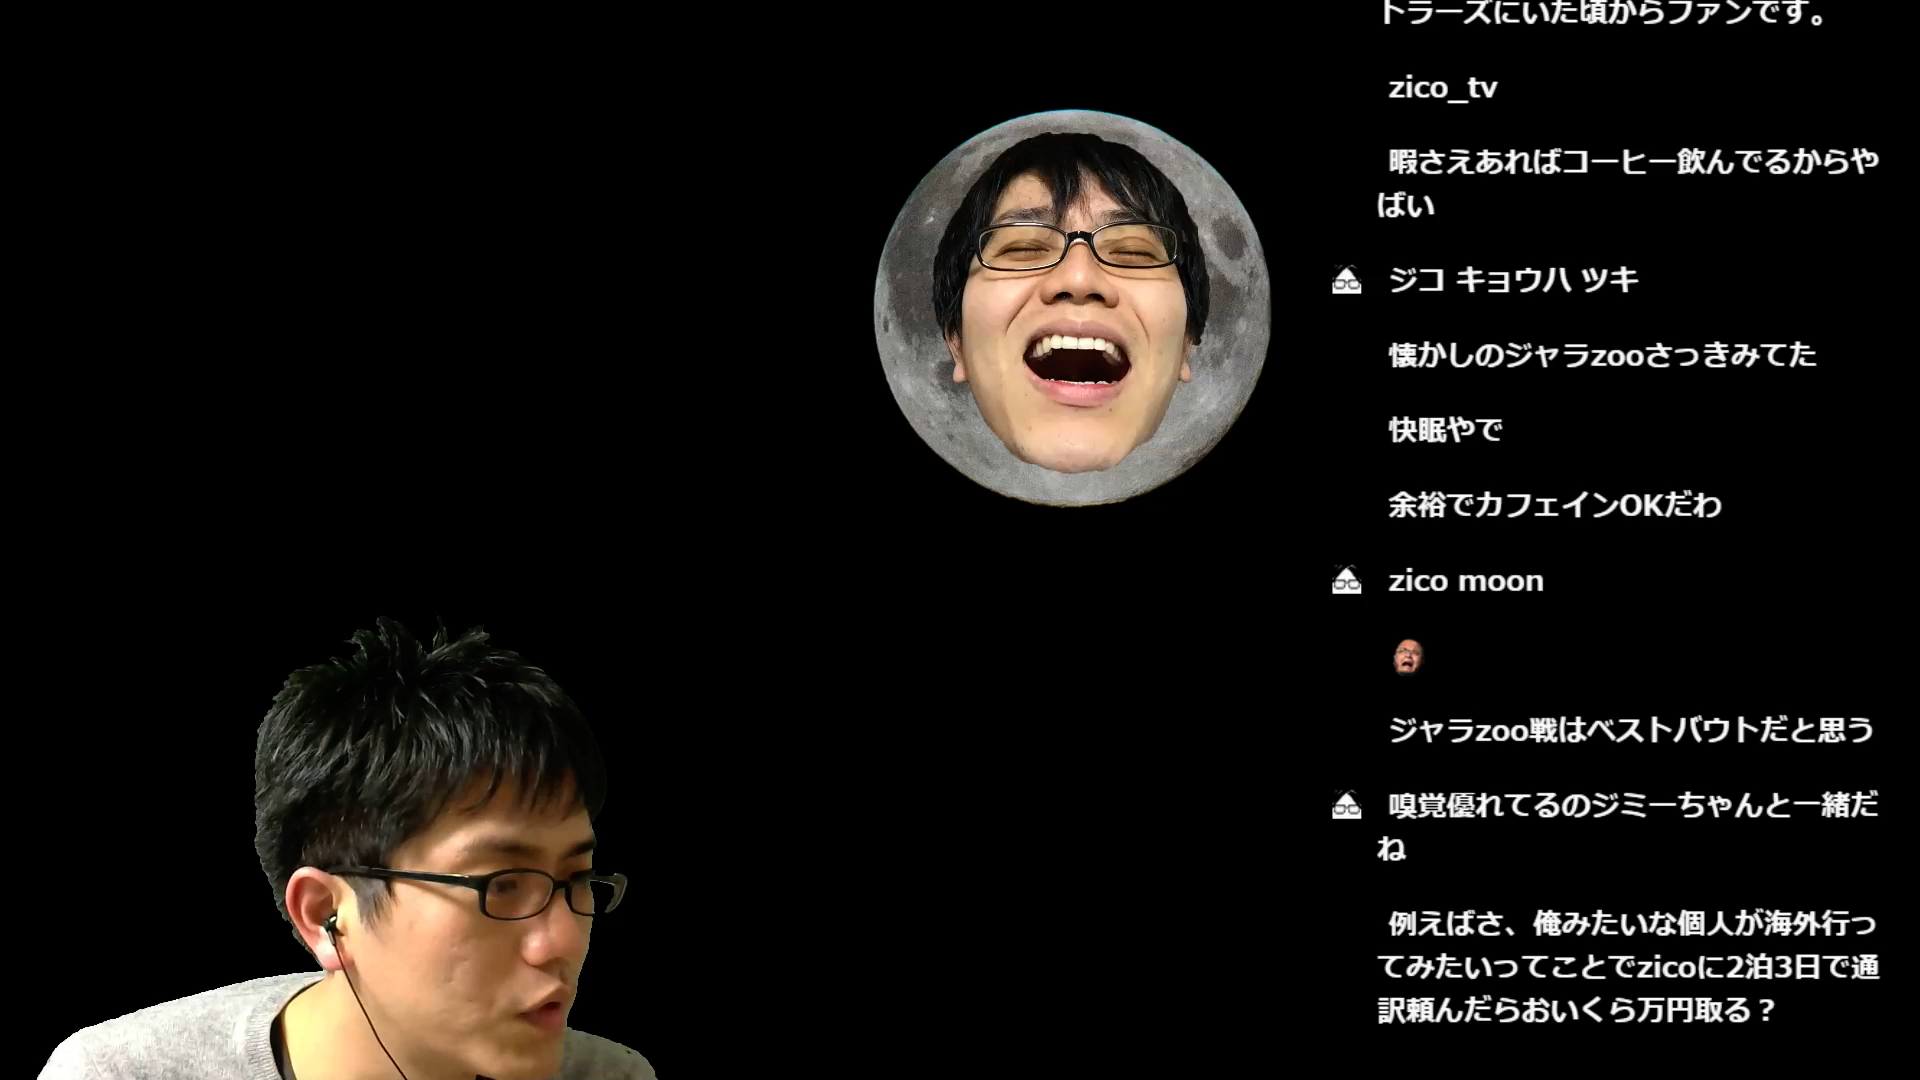 トラーズにいた頃からファンです。
zico_tv
暇さえあればコーヒー飲んでるからや
ばい
ジコ キョウハ ツキ
懐かしのジャラzooさっきみてた
快眠やで
余裕でカフェインOKだわ
zico moon
ジャラzoo戦はベストバウトだと思う
嗅覚優れてるのジミーちゃんと一緒だ
ね
例えばさ、俺みたいな個人が海外行っ
てみたいってことでzicoに2泊3日で通
訳頼んだらおいくら万円取る？